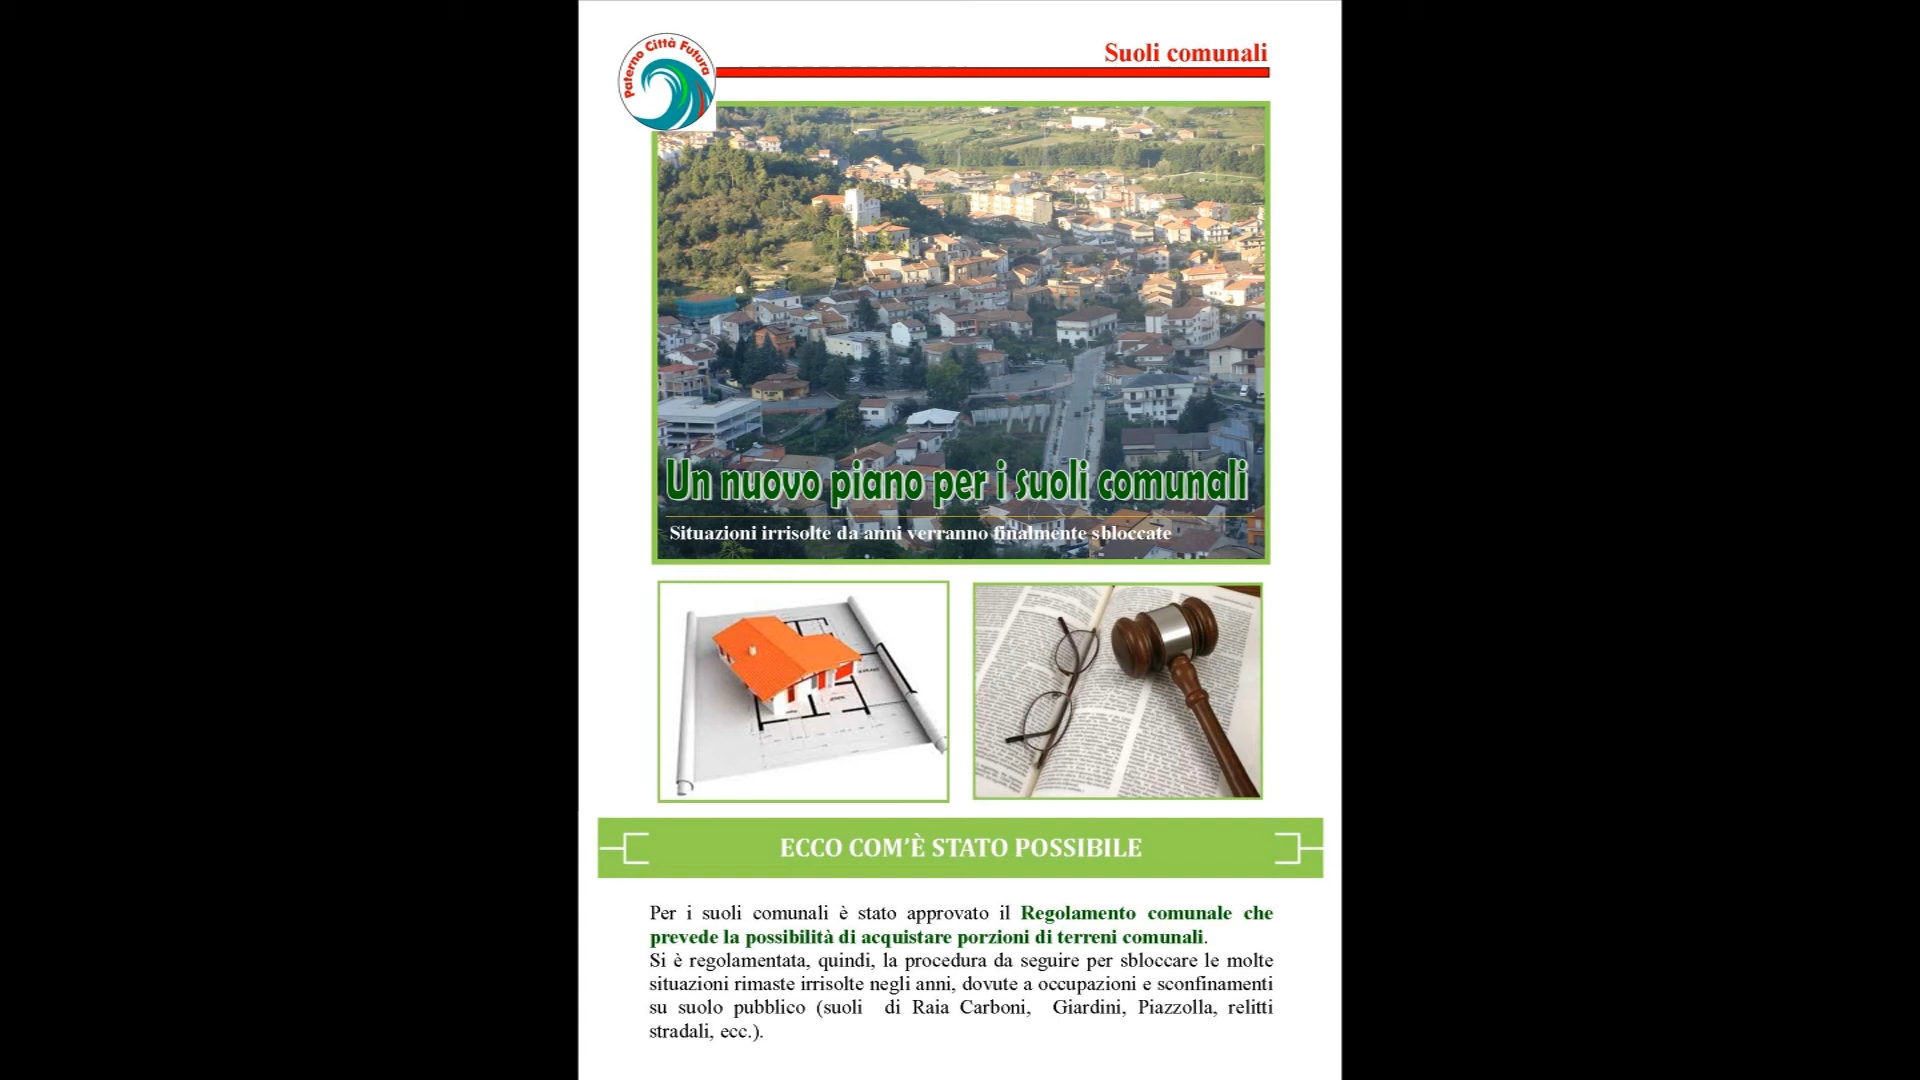 Paterno Città Futura
Suoli comunali
Un nuovo piano per i suoli comunali
Situazioni irrisolte da anni verranno finalmente sbloccate
ECCO COM'È STATO POSSIBILE
Per i suoli comunali è stato approvato il Regolamento comunale che
prevede la possibilità di acquistare porzioni di terreni comunali.
Si è regolamentata, quindi, la procedura da seguire per sbloccare le molte
situazioni rimaste irrisolte negli anni, dovute a occupazioni e sconfinamenti
su suolo pubblico (suoli di Raia Carboni, Giardini, Piazzolla, relitti
stradali, ecc.).